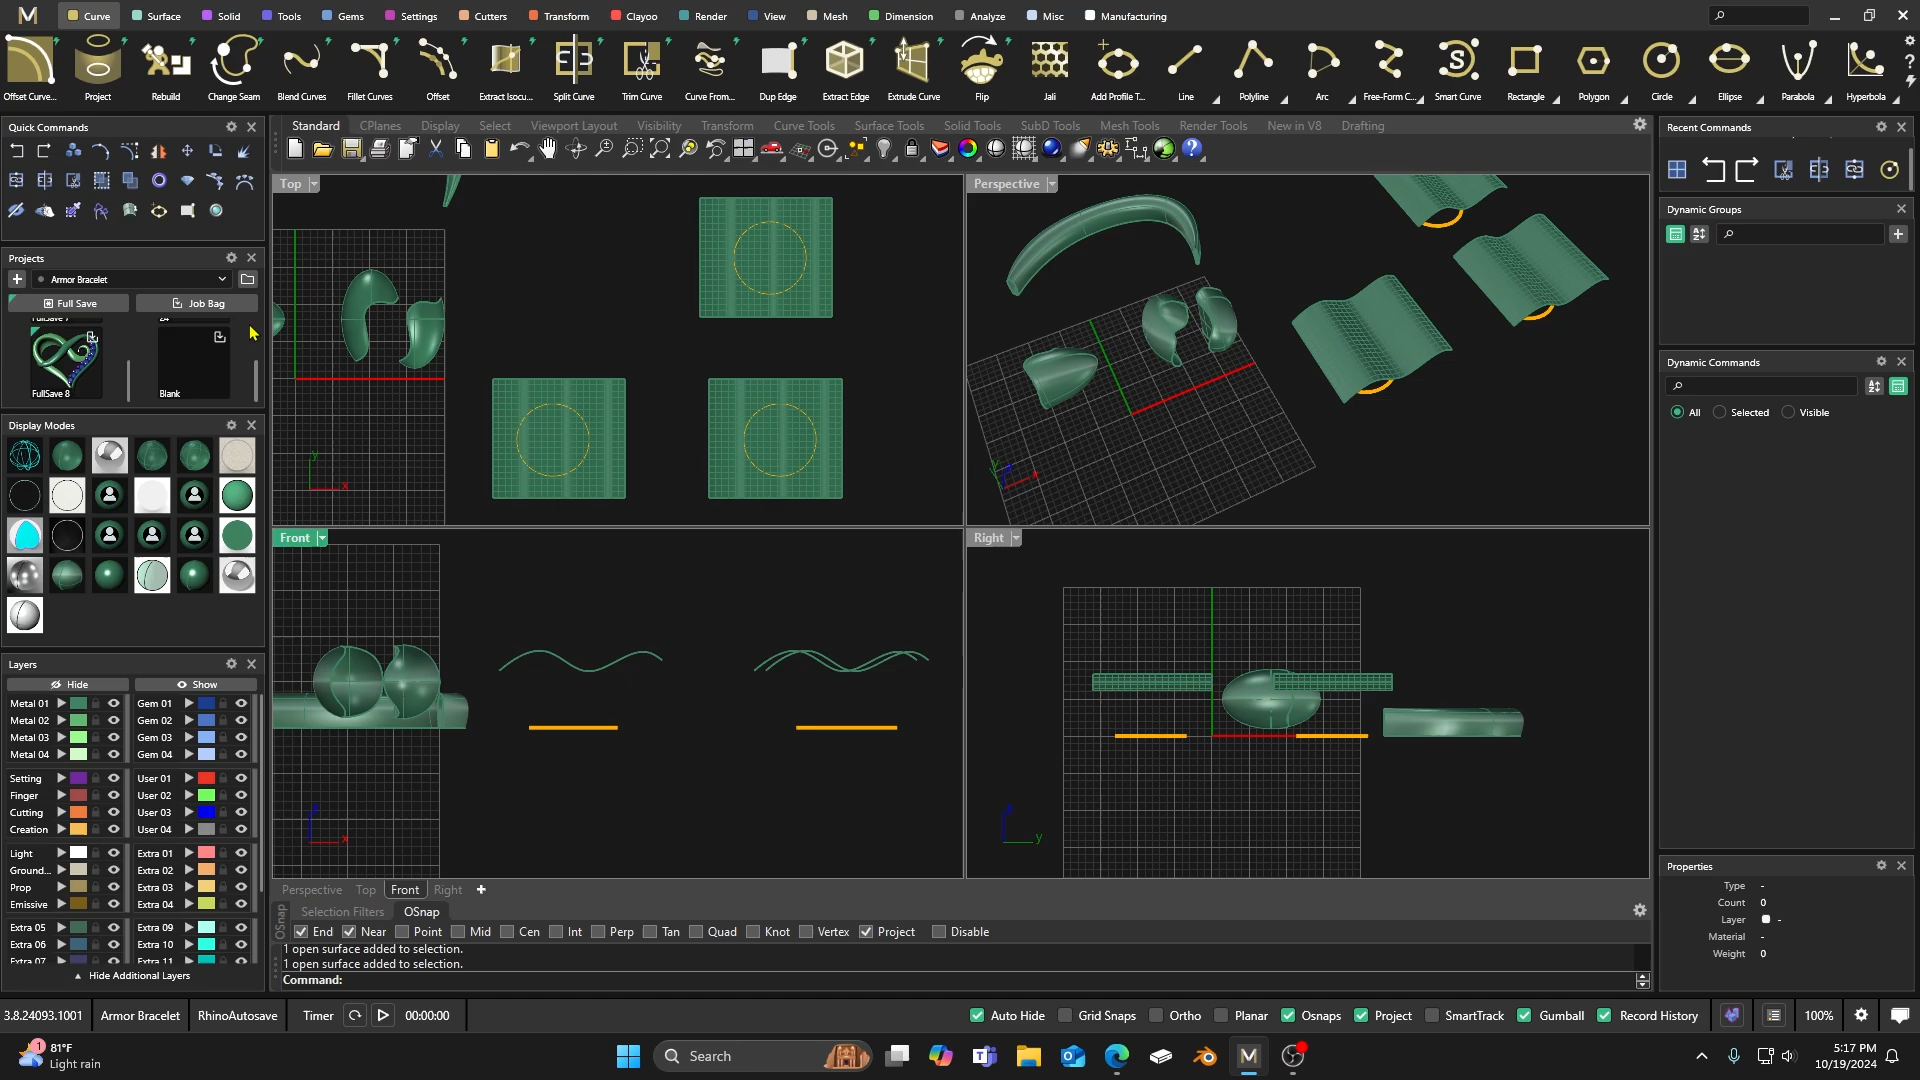 Curve Surface Solid Tools Gems Settings Cutters Transform Clayoo Render View Mesh Dimension Analyze Misc Manufacturing
Offset Curve... Project Rebuild Change Seam Blend Curves Fillet Curves Offset Extract Isocu... Split Curve Trim Curve Curve From... Dup Edge Extract Edge Extrude Curve Flip Jali Add Profile T... Line Polyline Arc Free-Form C... Smart Curve Rectangle Polygon Circle Ellipse Parabola Hyperbola
Quick Commands
Standard CPlanes Display Select Viewport Layout Visibility Transform Curve Tools Surface Tools Solid Tools SubD Tools Mesh Tools Render Tools New in V8 Drafting
Recent Commands
Top
Perspective
Dynamic Groups
Projects
Armor Bracelet
Full Save Job Bag
FullSave 7 24
FullSave 8 Blank
Dynamic Commands
All Selected Visible
Display Modes
y
x
x
Front
Right
Layers
Hide Show
Metal 01 Gem 01
Metal 02 Gem 02
Metal 03 Gem 03
Metal 04 Gem 04
Setting User 01
Finger User 02
Cutting User 03
Creation User 04
Light Extra 01
Ground... Extra 02
Prop Extra 03
Emissive Extra 04
Extra 05 Extra 09
Extra 06 Extra 10
Extra 07 Extra 11
Hide Additional Layers
x
y
Perspective Top Front Right
OSnap
Selection Filters OSnap
End Near Point Mid Cen Int Perp Tan Quad Knot Vertex Project Disable
1 open surface added to selection.
1 open surface added to selection.
Command:
Properties
Type -
Count 0
Layer -
Material -
Weight 0
3.8.24093.1001 Armor Bracelet RhinoAutosave Timer 00:00:00 Auto Hide Grid Snaps Ortho Planar Osnaps Project SmartTrack Gumball Record History 100%
1
81°F
Light rain
Search
5:17 PM
10/19/2024